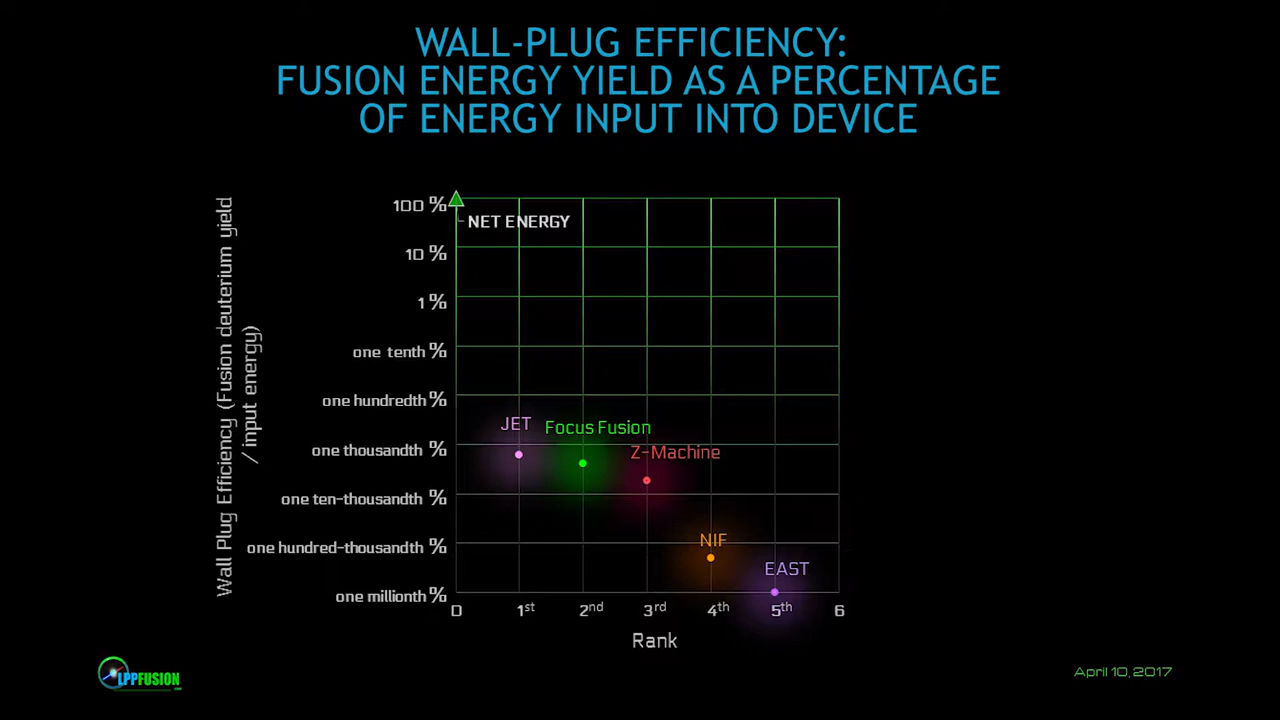 WALL-PLUG EFFICIENCY:
FUSION ENERGY YIELD AS A PERCENTAGE
OF ENERGY INPUT INTO DEVICE
Wall Plug Efficiency (Fusion deuterium yield
/ input energy)
100 %
NET ENERGY
10 %
1 %
one tenth %
one hundredth %
one thousandth %
one ten-thousandth %
one hundred-thousandth %
one millionth %
JET
Focus Fusion
Z-Machine
NIF
EAST
0 1st 2nd 3rd 4th 5th 6
Rank
LPPFUSION
April 10, 2017